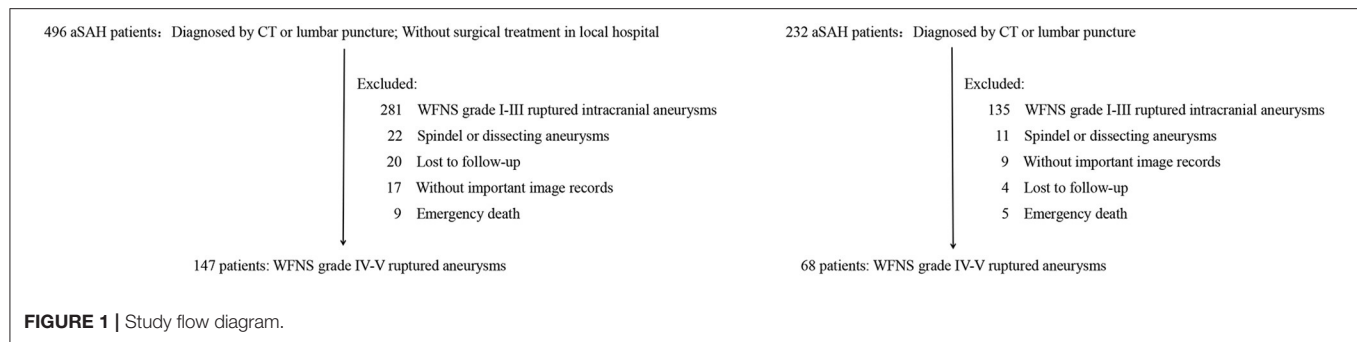 496 aSAH patients: Diagnosed by CT or lumbar puncture; Without surgical treatment in local hospital
Excluded:
281 WFNS grade I-III ruptured intracranial aneurysms
22 Spindel or dissecting aneurysms
20 Lost to follow-up
17 Without important image records
9 Emergency death
147 patients: WFNS grade IV-V ruptured aneurysms
232 aSAH patients: Diagnosed by CT or lumbar puncture
Excluded:
135 WFNS grade I-III ruptured intracranial aneurysms
11 Spindel or dissecting aneurysms
9 Without important image records
4 Lost to follow-up
5 Emergency death
68 patients: WFNS grade IV-V ruptured aneurysms
FIGURE 1 | Study flow diagram.